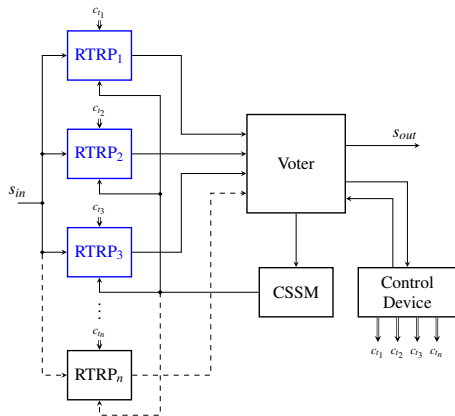 c_{t_1}
RTRP_1
c_{t_2}
RTRP_2
Voter
s_{out}
s_{in}
c_{t_3}
RTRP_3
CSSM
Control
Device
⋮
c_{t_n}
c_{t_1} c_{t_2} c_{t_3} c_{t_n}
RTRP_n